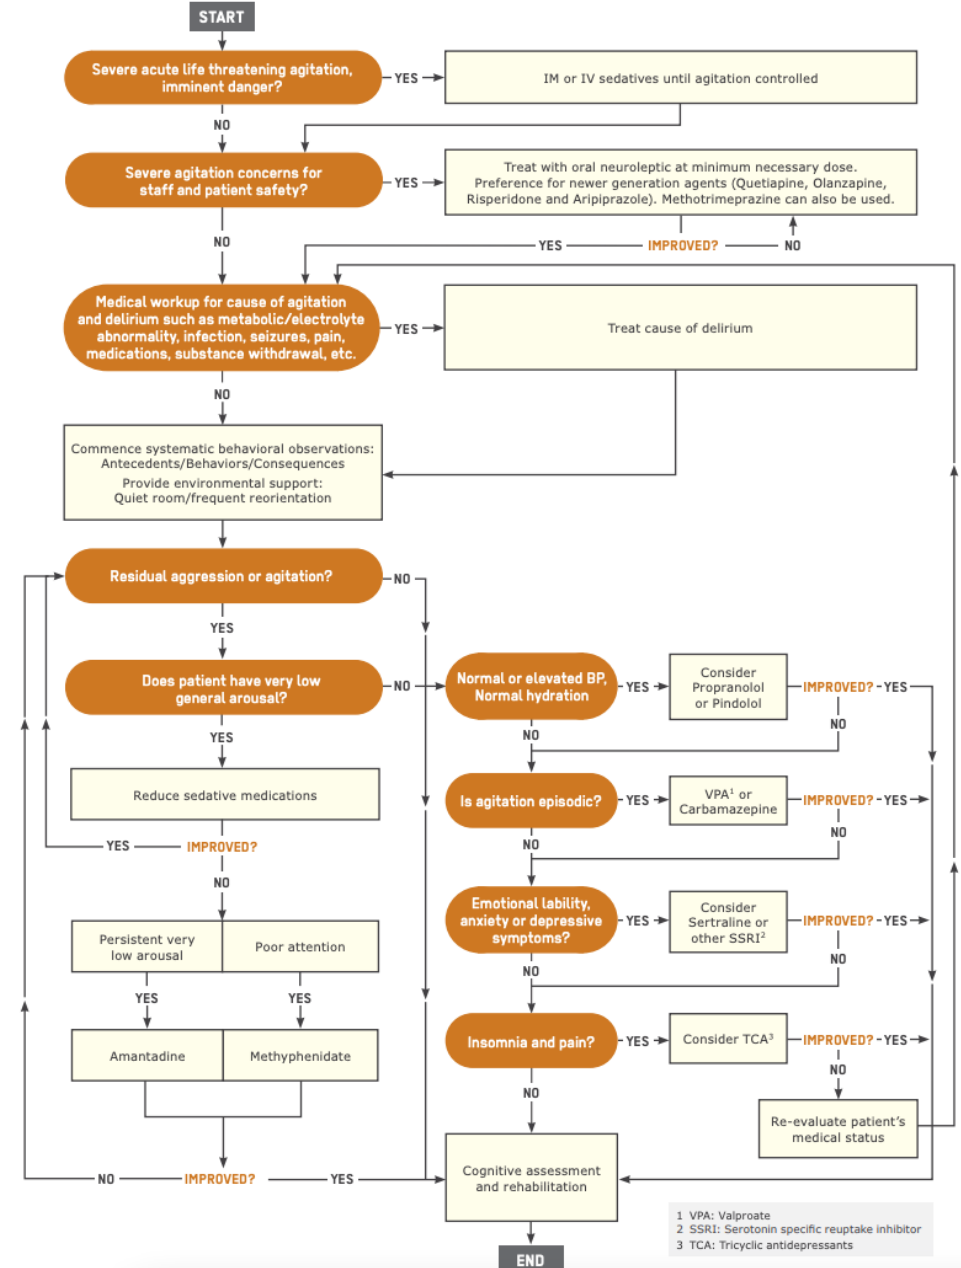 START
Severe acute life threatening agitation,
imminent danger?
YES
IM or IV sedatives until agitation controlled
NO
Severe agitation concerns for
staff and patient safety?
YES
Treat with oral neuroleptic at minimum necessary dose.
Preference for newer generation agents (Quetiapine, Olanzapine,
Risperidone and Aripiprazole). Methotrimeprazine can also be used.
NO
YES
IMPROVED?
NO
Medical workup for cause of agitation
and delirium such as metabolic/electrolyte
abnormality, infection, seizures, pain,
medications, substance withdrawal, etc.
YES
Treat cause of delirium
NO
Commence systematic behavioral observations:
Antecedents/Behaviors/Consequences
Provide environmental support:
Quiet room/frequent reorientation
Residual aggression or agitation?
NO
YES
Does patient have very low
general arousal?
NO
YES
Reduce sedative medications
YES
IMPROVED?
NO
Persistent very
low arousal
Poor attention
YES
YES
Amantadine
Methyphenidate
NO
IMPROVED?
YES
Normal or elevated BP,
Normal hydration
YES
Consider
Propranolol
or Pindolol
IMPROVED?
YES
NO
NO
Is agitation episodic?
YES
VPA¹ or
Carbamazepine
IMPROVED?
YES
NO
NO
Emotional lability,
anxiety or depressive
symptoms?
YES
Consider
Sertraline or
other SSRI²
IMPROVED?
YES
NO
NO
Insomnia and pain?
YES
Consider TCA³
IMPROVED?
YES
NO
NO
Re-evaluate patient's
medical status
Cognitive assessment
and rehabilitation
END
1 VPA: Valproate
2 SSRI: Serotonin specific reuptake inhibitor
3 TCA: Tricyclic antidepressants